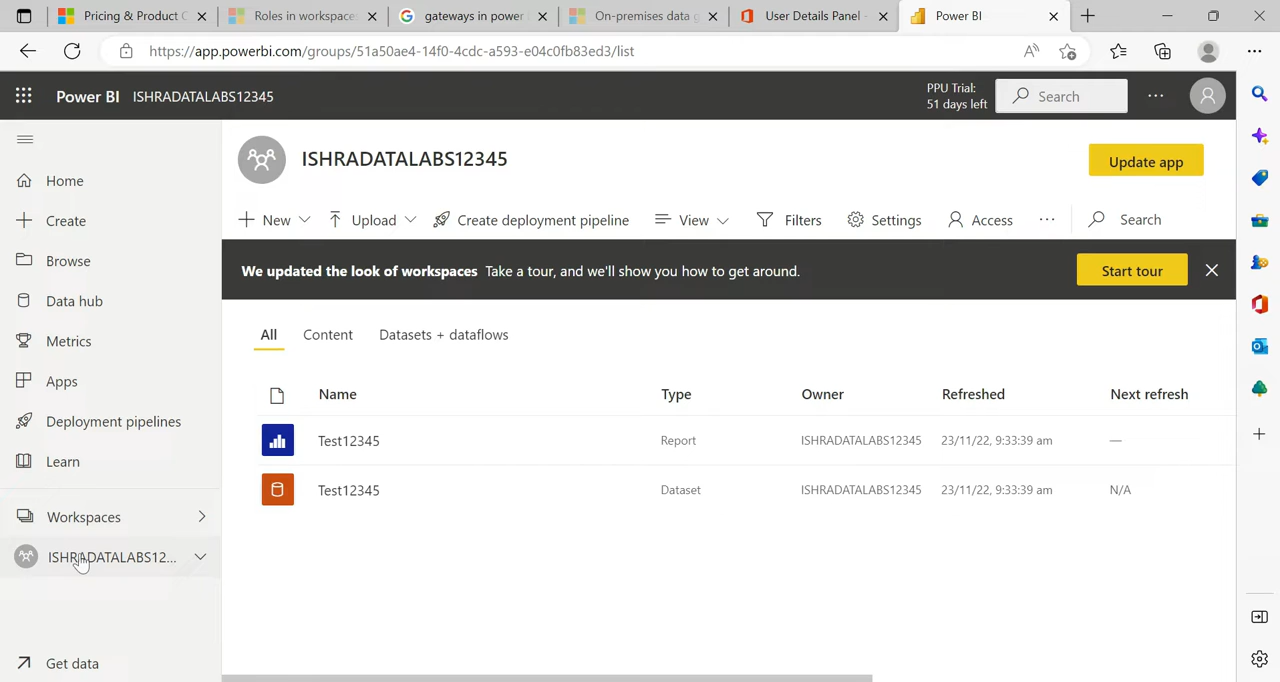 Pricing & Product C
Roles in workspaces
gateways in power
On-premises data g
User Details Panel -
Power BI
https://app.powerbi.com/groups/51a50ae4-14f0-4cdc-a593-e04c0fb83ed3/list
Power BI ISHRADATALABS12345
PPU Trial:
51 days left
Search
ISHRADATALABS12345
Update app
New
Upload
Create deployment pipeline
View
Filters
Settings
Access
Search
We updated the look of workspaces Take a tour, and we'll show you how to get around.
Start tour
Home
Create
Browse
Data hub
Metrics
Apps
Deployment pipelines
Learn
Workspaces
ISHRADATALABS12...
Get data
All Content Datasets + dataflows
Name Type Owner Refreshed Next refresh
Test12345 Report ISHRADATALABS12345 23/11/22, 9:33:39 am —
Test12345 Dataset ISHRADATALABS12345 23/11/22, 9:33:39 am N/A